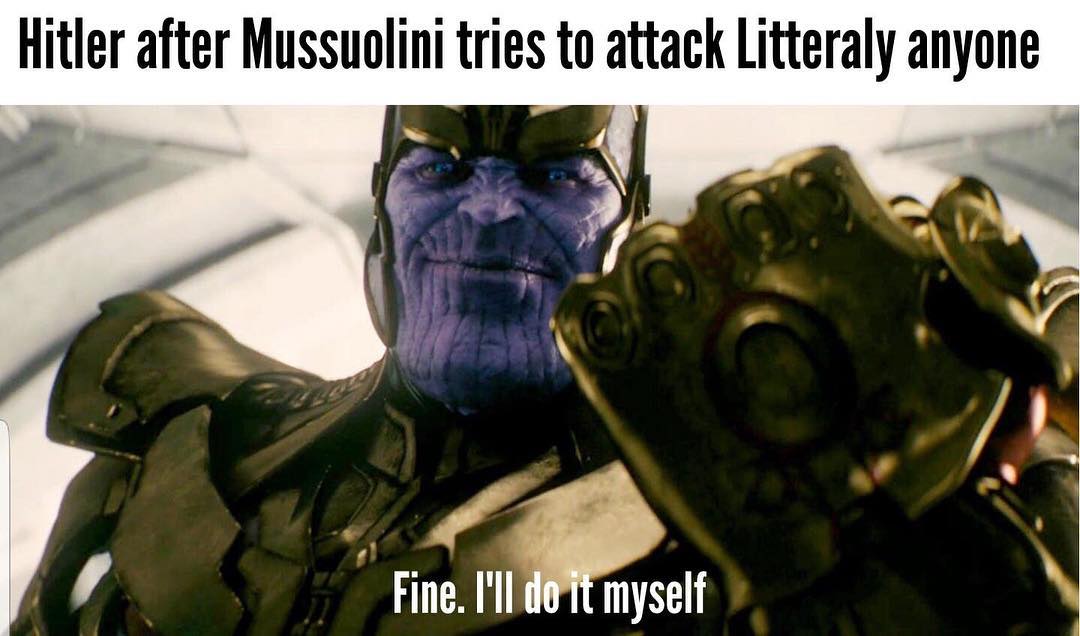 Hitler after Mussuolini tries to attack Litteraly anyone
Fine. I'll do it myself